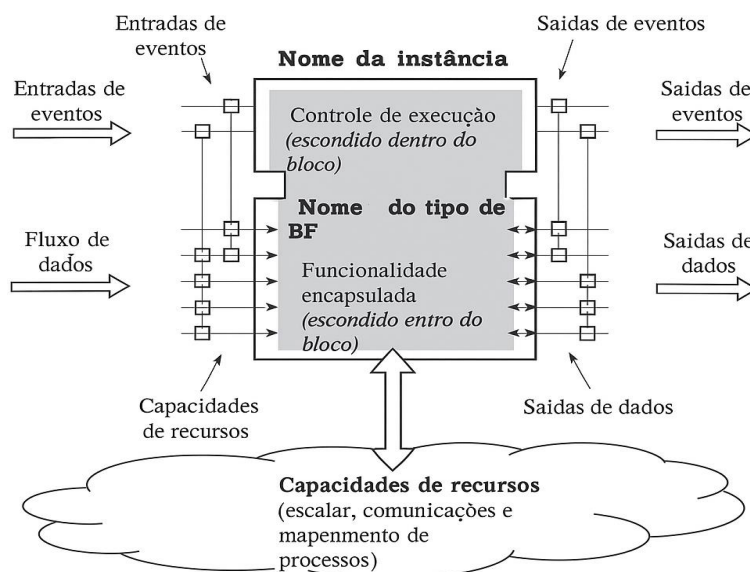 Entradas de
eventos
Saidas de eventos
Nome da instância
Entradas de
eventos
Saidas de
eventos
Controle de execução
(escondido dentro do
bloco)
Nome do tipo de
BF
Fluxo de
dados
Saidas de
dados
Funcionalidade
encapsulada
(escondido entro do
bloco)
Capacidades
de recursos
Saidas de dados
Capacidades de recursos
(escalar, comunicações e
mapenmento de
processos)